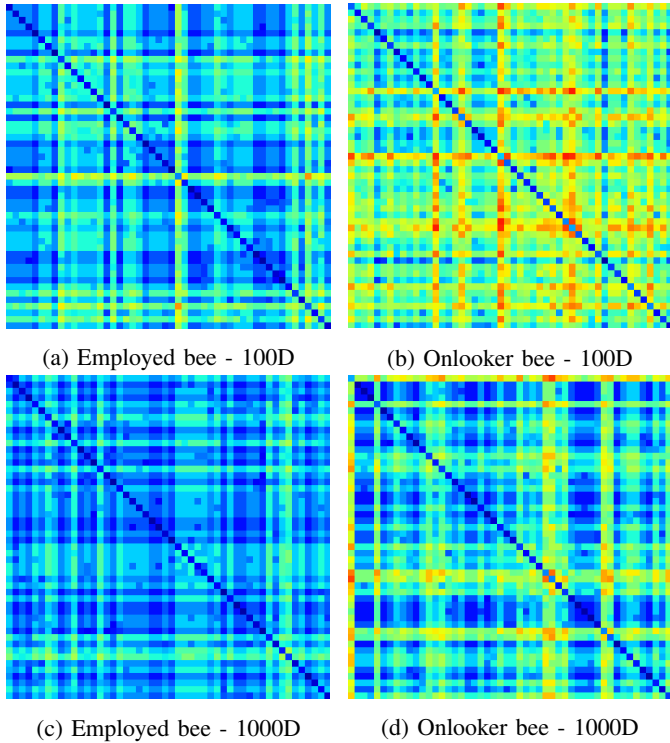 (a) Employed bee - 100D
(b) Onlooker bee - 100D
(c) Employed bee - 1000D
(d) Onlooker bee - 1000D